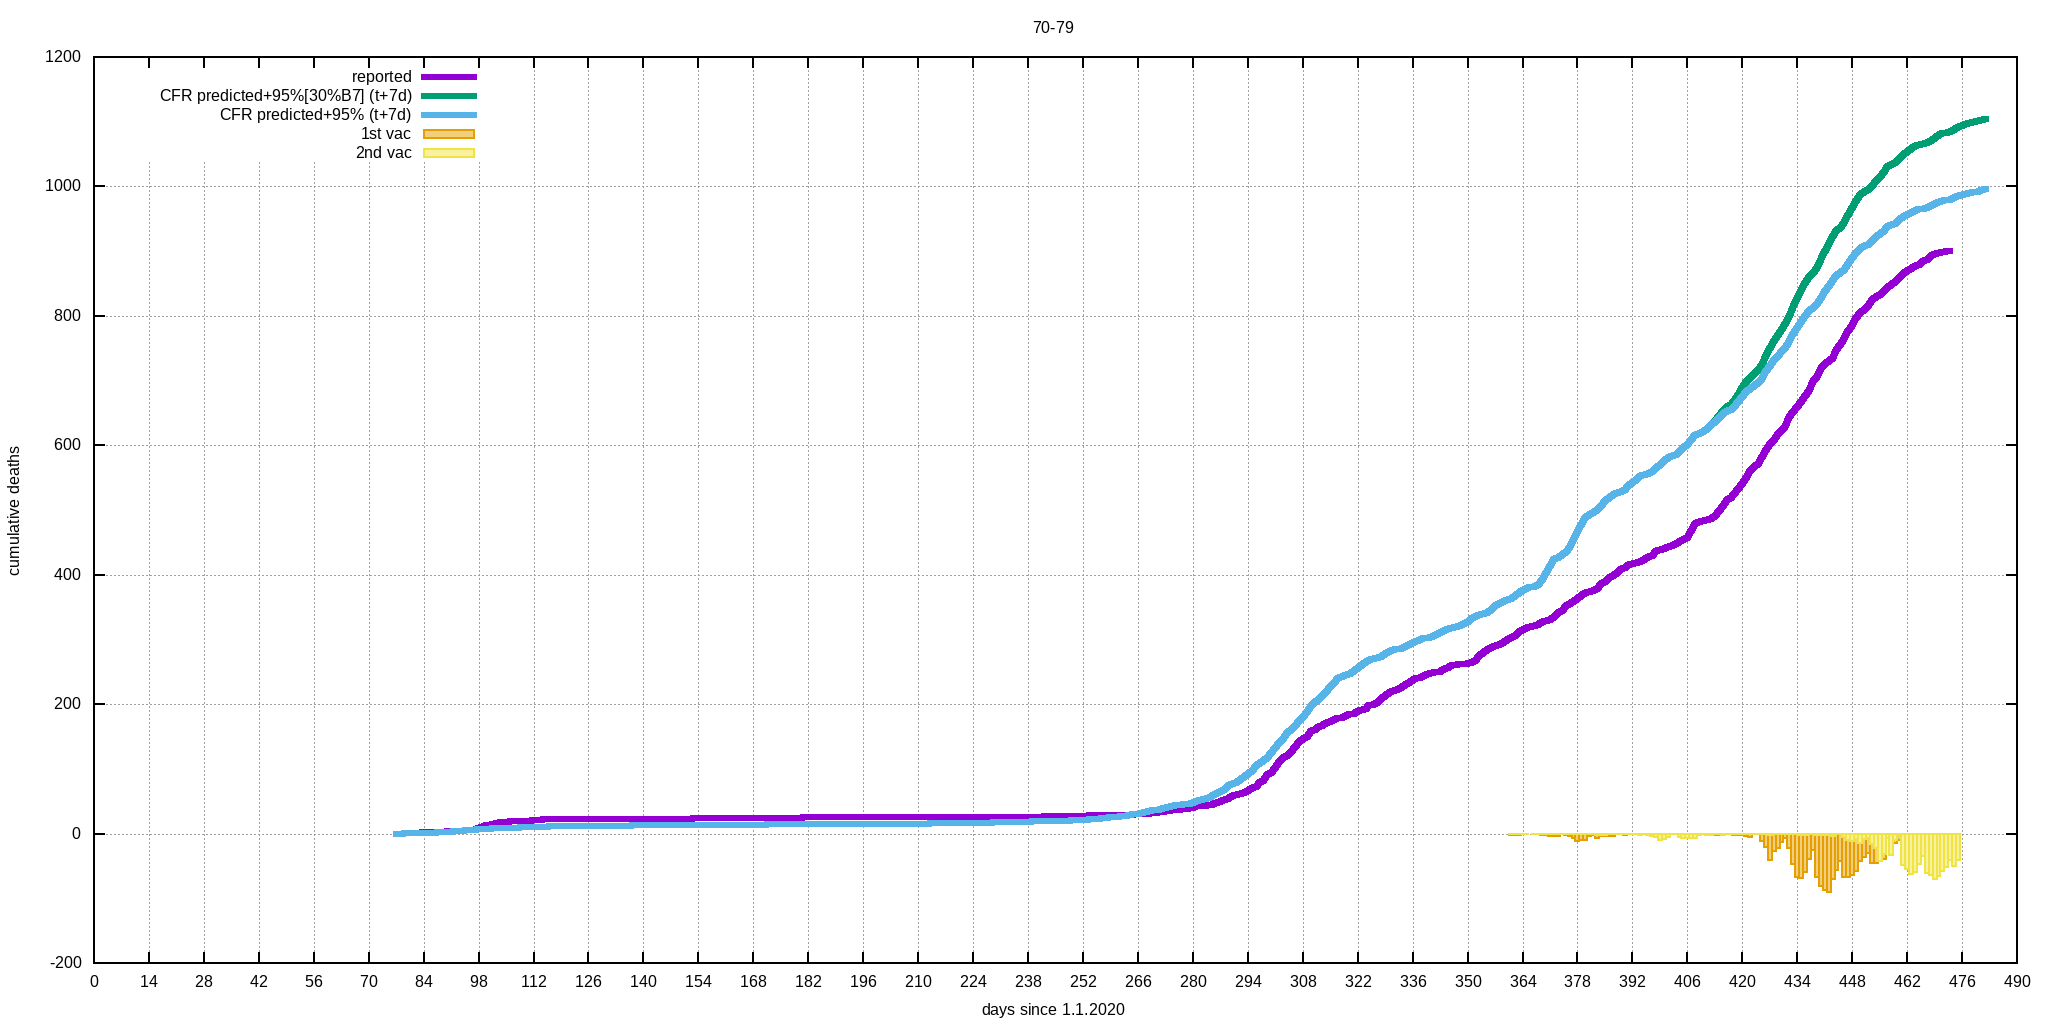 70-79
1200
1000
800
600
400
200
0
-200
cumulative deaths
reported
CFR predicted+95%[30%B7] (t+7d)
CFR predicted+95% (t+7d)
1st vac
2nd vac
0 14 28 42 56 70 84 98 112 126 140 154 168 182 196 210 224 238 252 266 280 294 308 322 336 350 364 378 392 406 420 434 448 462 476 490
days since 1.1.2020